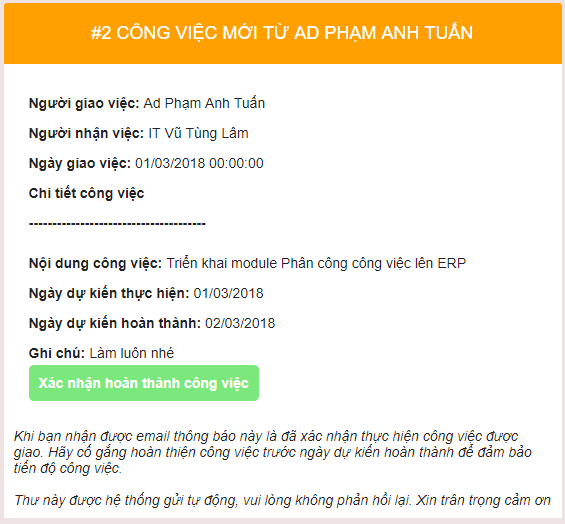 #2 CÔNG VIỆC MỚI TỪ AD PHẠM ANH TUẤN
Người giao việc: Ad Phạm Anh Tuấn
Người nhận việc: IT Vũ Tùng Lâm
Ngày giao việc: 01/03/2018 00:00:00
Chi tiết công việc
--------------------------------------
Nội dung công việc: Triển khai module Phân công công việc lên ERP
Ngày dự kiến thực hiện: 01/03/2018
Ngày dự kiến hoàn thành: 02/03/2018
Ghi chú: Làm luôn nhé
Xác nhận hoàn thành công việc
Khi bạn nhận được email thông báo này là đã xác nhận thực hiện công việc được
giao. Hãy cố gắng hoàn thiện công việc trước ngày dự kiến hoàn thành để đảm bảo
tiến độ công việc.
Thư này được hệ thống gửi tự động, vui lòng không phản hồi lại. Xin trân trọng cảm ơn